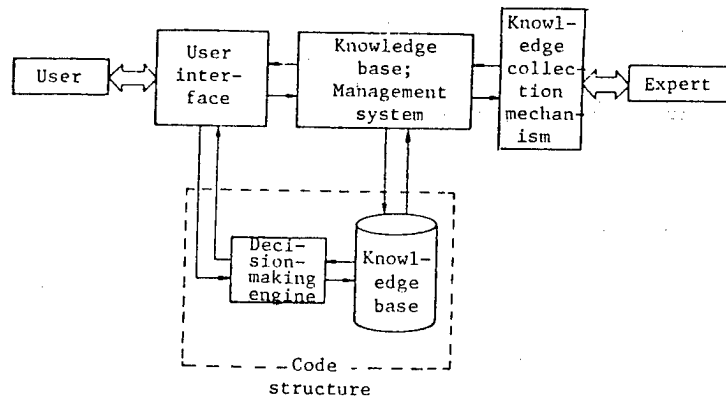 User
User
inter-
face
Knowledge
base;
Management
system
Knowl-
edge
collec-
tion
mechan-
ism
Expert
Deci-
sion-
making
engine
Knowl-
edge
base
Code
structure